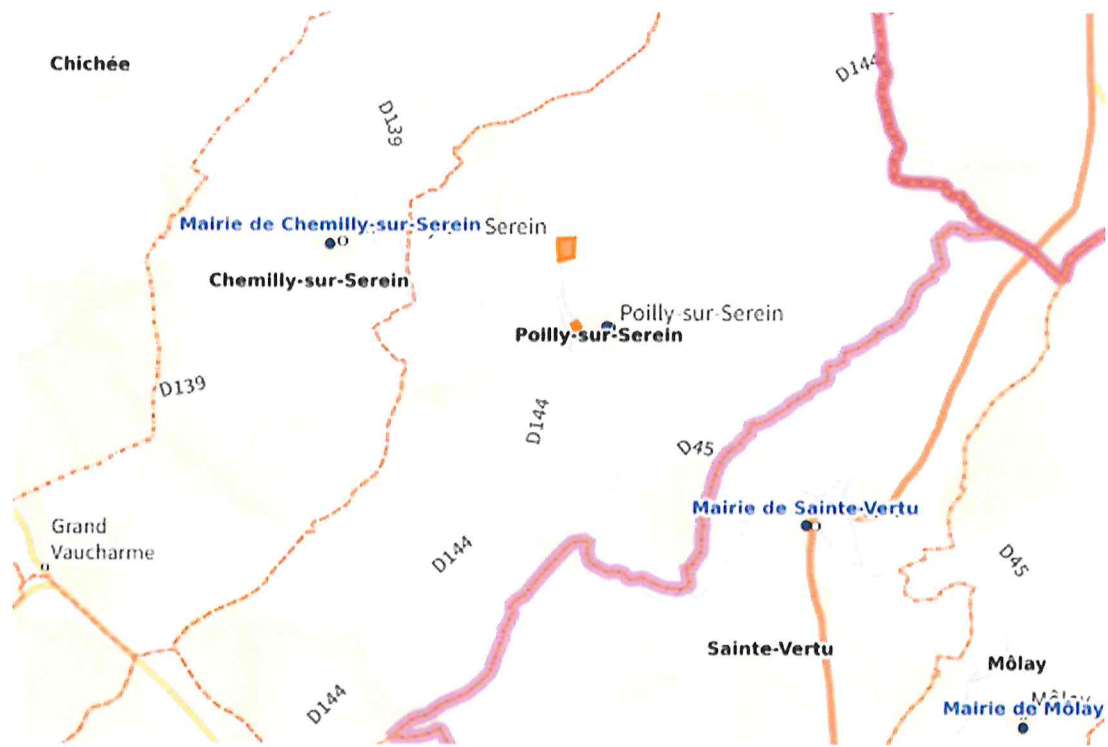 Chichée
D144
D139
Mairie de Chemilly-sur-Serein
Serein
Chemilly-sur-Serein
Poilly-sur-Serein
Poilly-sur-Serein
D139
D144
D45
Mairie de Sainte-Vertu
Grand
Vaucharme
D144
D45
Sainte-Vertu
Môlay
D144
Môlay
Mairie de Môlay